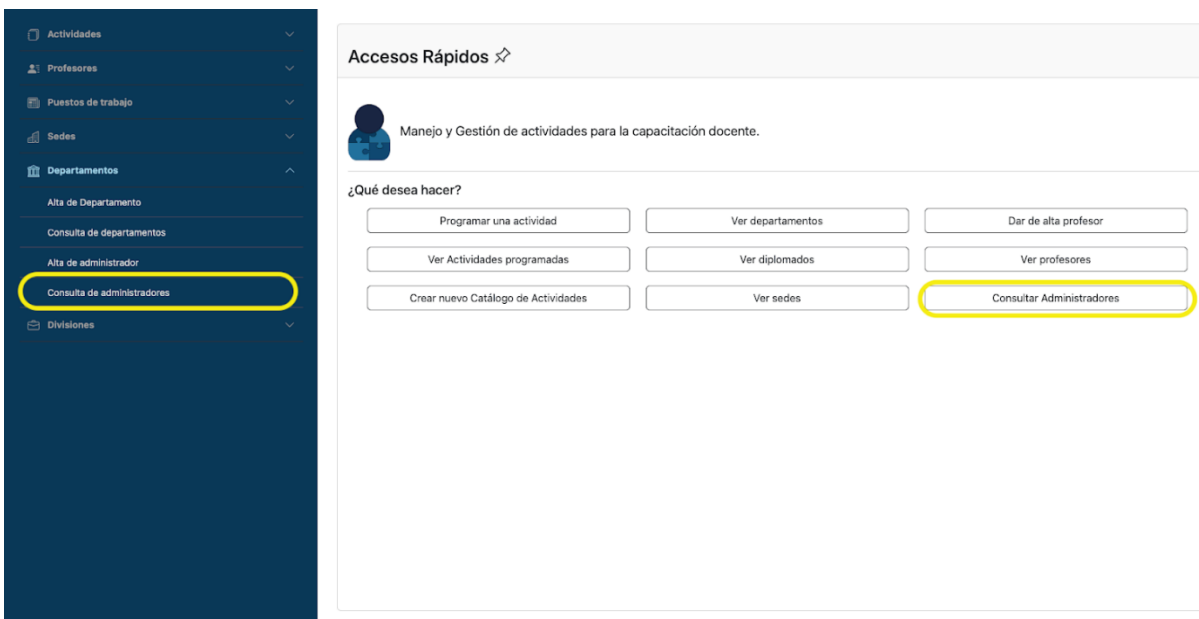 Actividades
Profesores
Puestos de trabajo
Sedes
Departamentos
Alta de Departamento
Consulta de departamentos
Alta de administrador
Consulta de administradores
Divisiones
Accesos Rápidos
Manejo y Gestión de actividades para la capacitación docente.
¿Qué desea hacer?
Programar una actividad
Ver departamentos
Dar de alta profesor
Ver Actividades programadas
Ver diplomados
Ver profesores
Crear nuevo Catálogo de Actividades
Ver sedes
Consultar Administradores